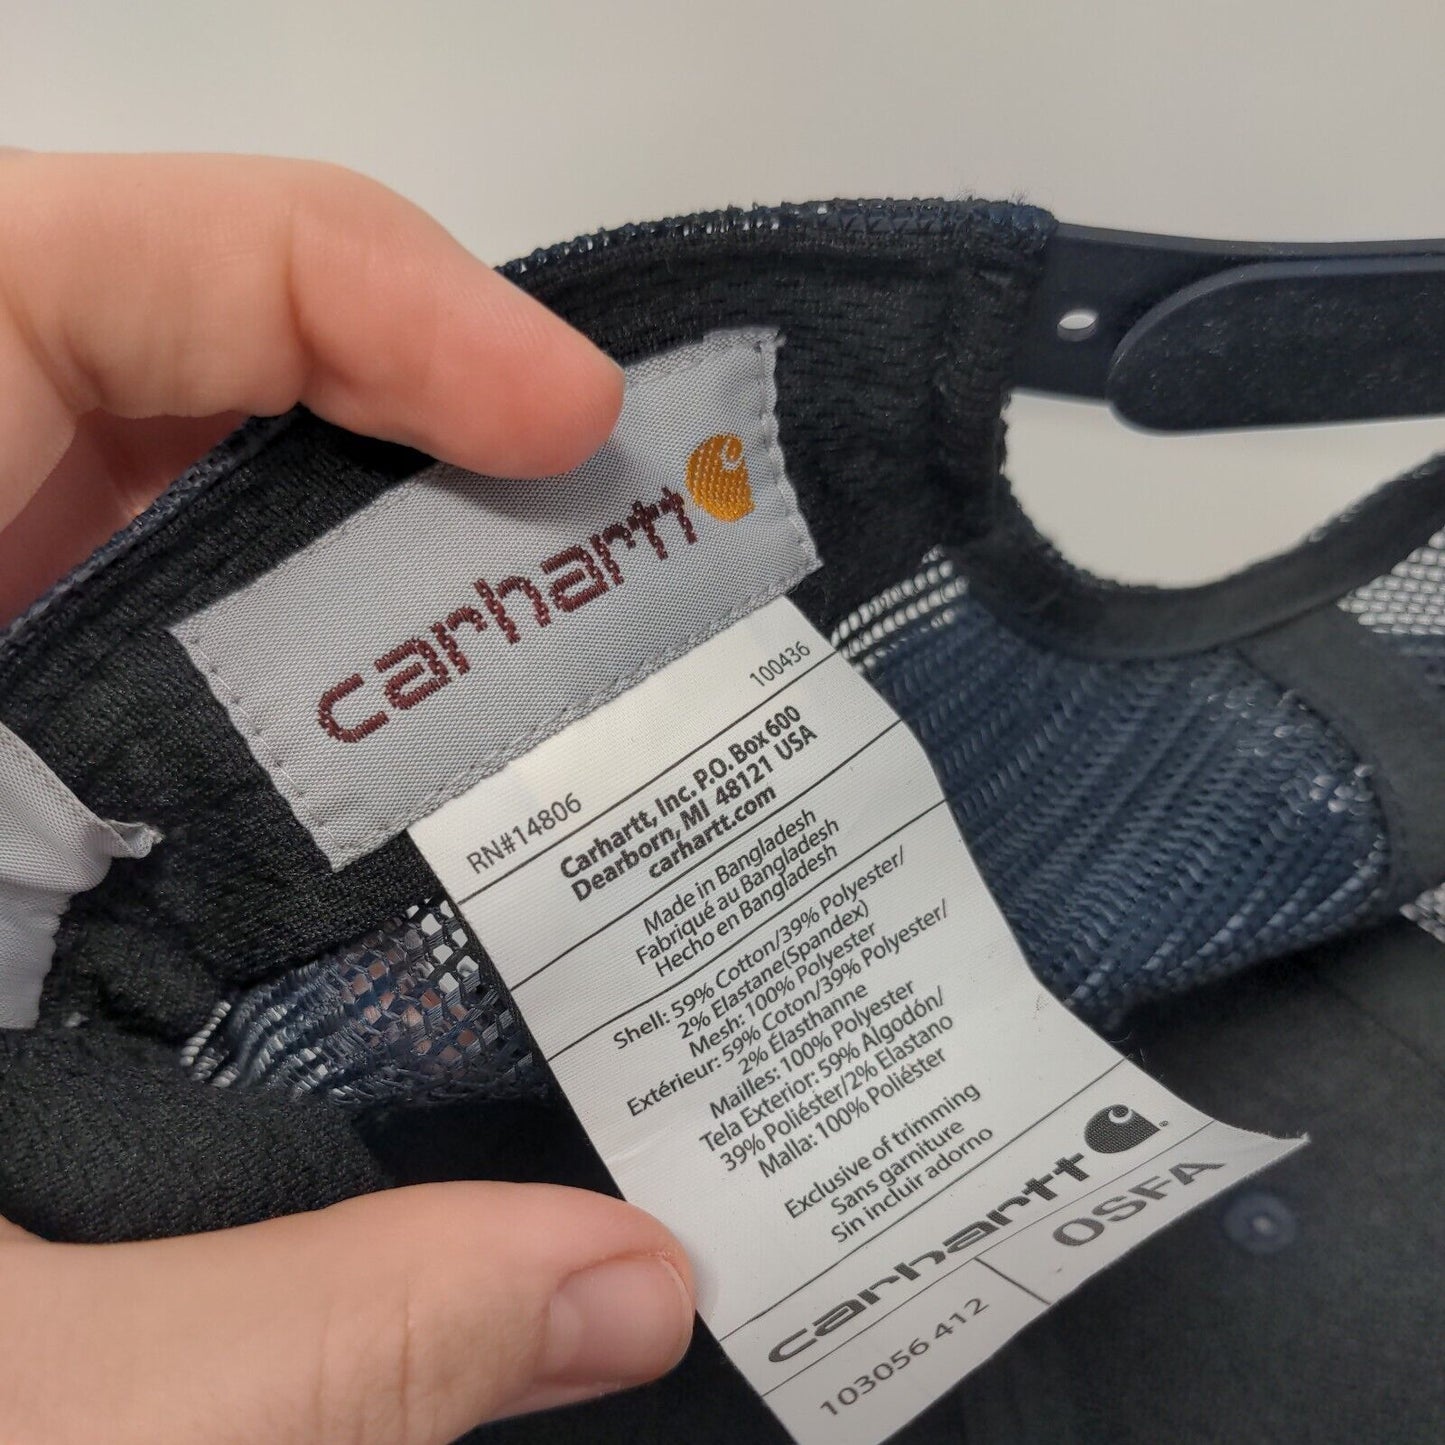 carhartt
RN#14806 100436
Carhartt, Inc. P.O. Box 600
Dearborn, MI 48121 USA
carhartt.com
Made in Bangladesh
Fabriqué au Bangladesh
Hecho en Bangladesh
Shell: 59% Cotton/39% Polyester/
2% Elastane(Spandex)
Mesh: 100% Polyester
Extérieur: 59% Coton/39% Polyester/
2% Élasthanne
Mailles: 100% Polyester
Tela Exterior: 59% Algodón/
39% Poliéster/2% Elastano
Malla: 100% Poliéster
Exclusive of trimming
Sans garniture
Sin incluir adorno
carhartt
103056 412 OSFA